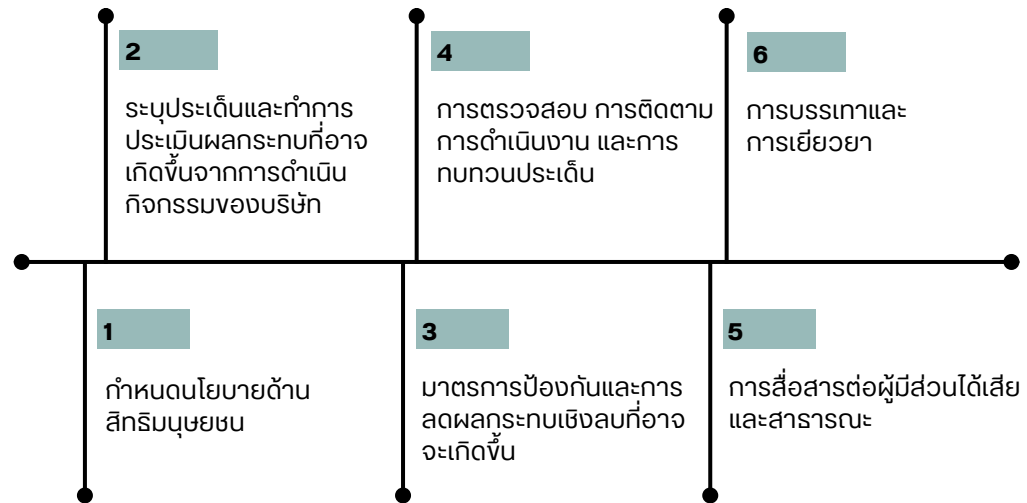 2
ระบุประเด็นและทำการ
ประเมินผลกระทบที่อาจ
เกิดขึ้นจากการดำเนิน
กิจกรรมของบริษัท
4
การตรวจสอบ การติดตาม
การดำเนินงาน และการ
ทบทวนประเด็น
6
การบรรเทาและ
การเยียวยา
1
กำหนดนโยบายด้าน
สิทธิมนุษยชน
3
มาตรการป้องกันและการ
ลดผลกระทบเชิงลบที่อาจ
จะเกิดขึ้น
5
การสื่อสารต่อผู้มีส่วนได้เสีย
และสาธารณะ